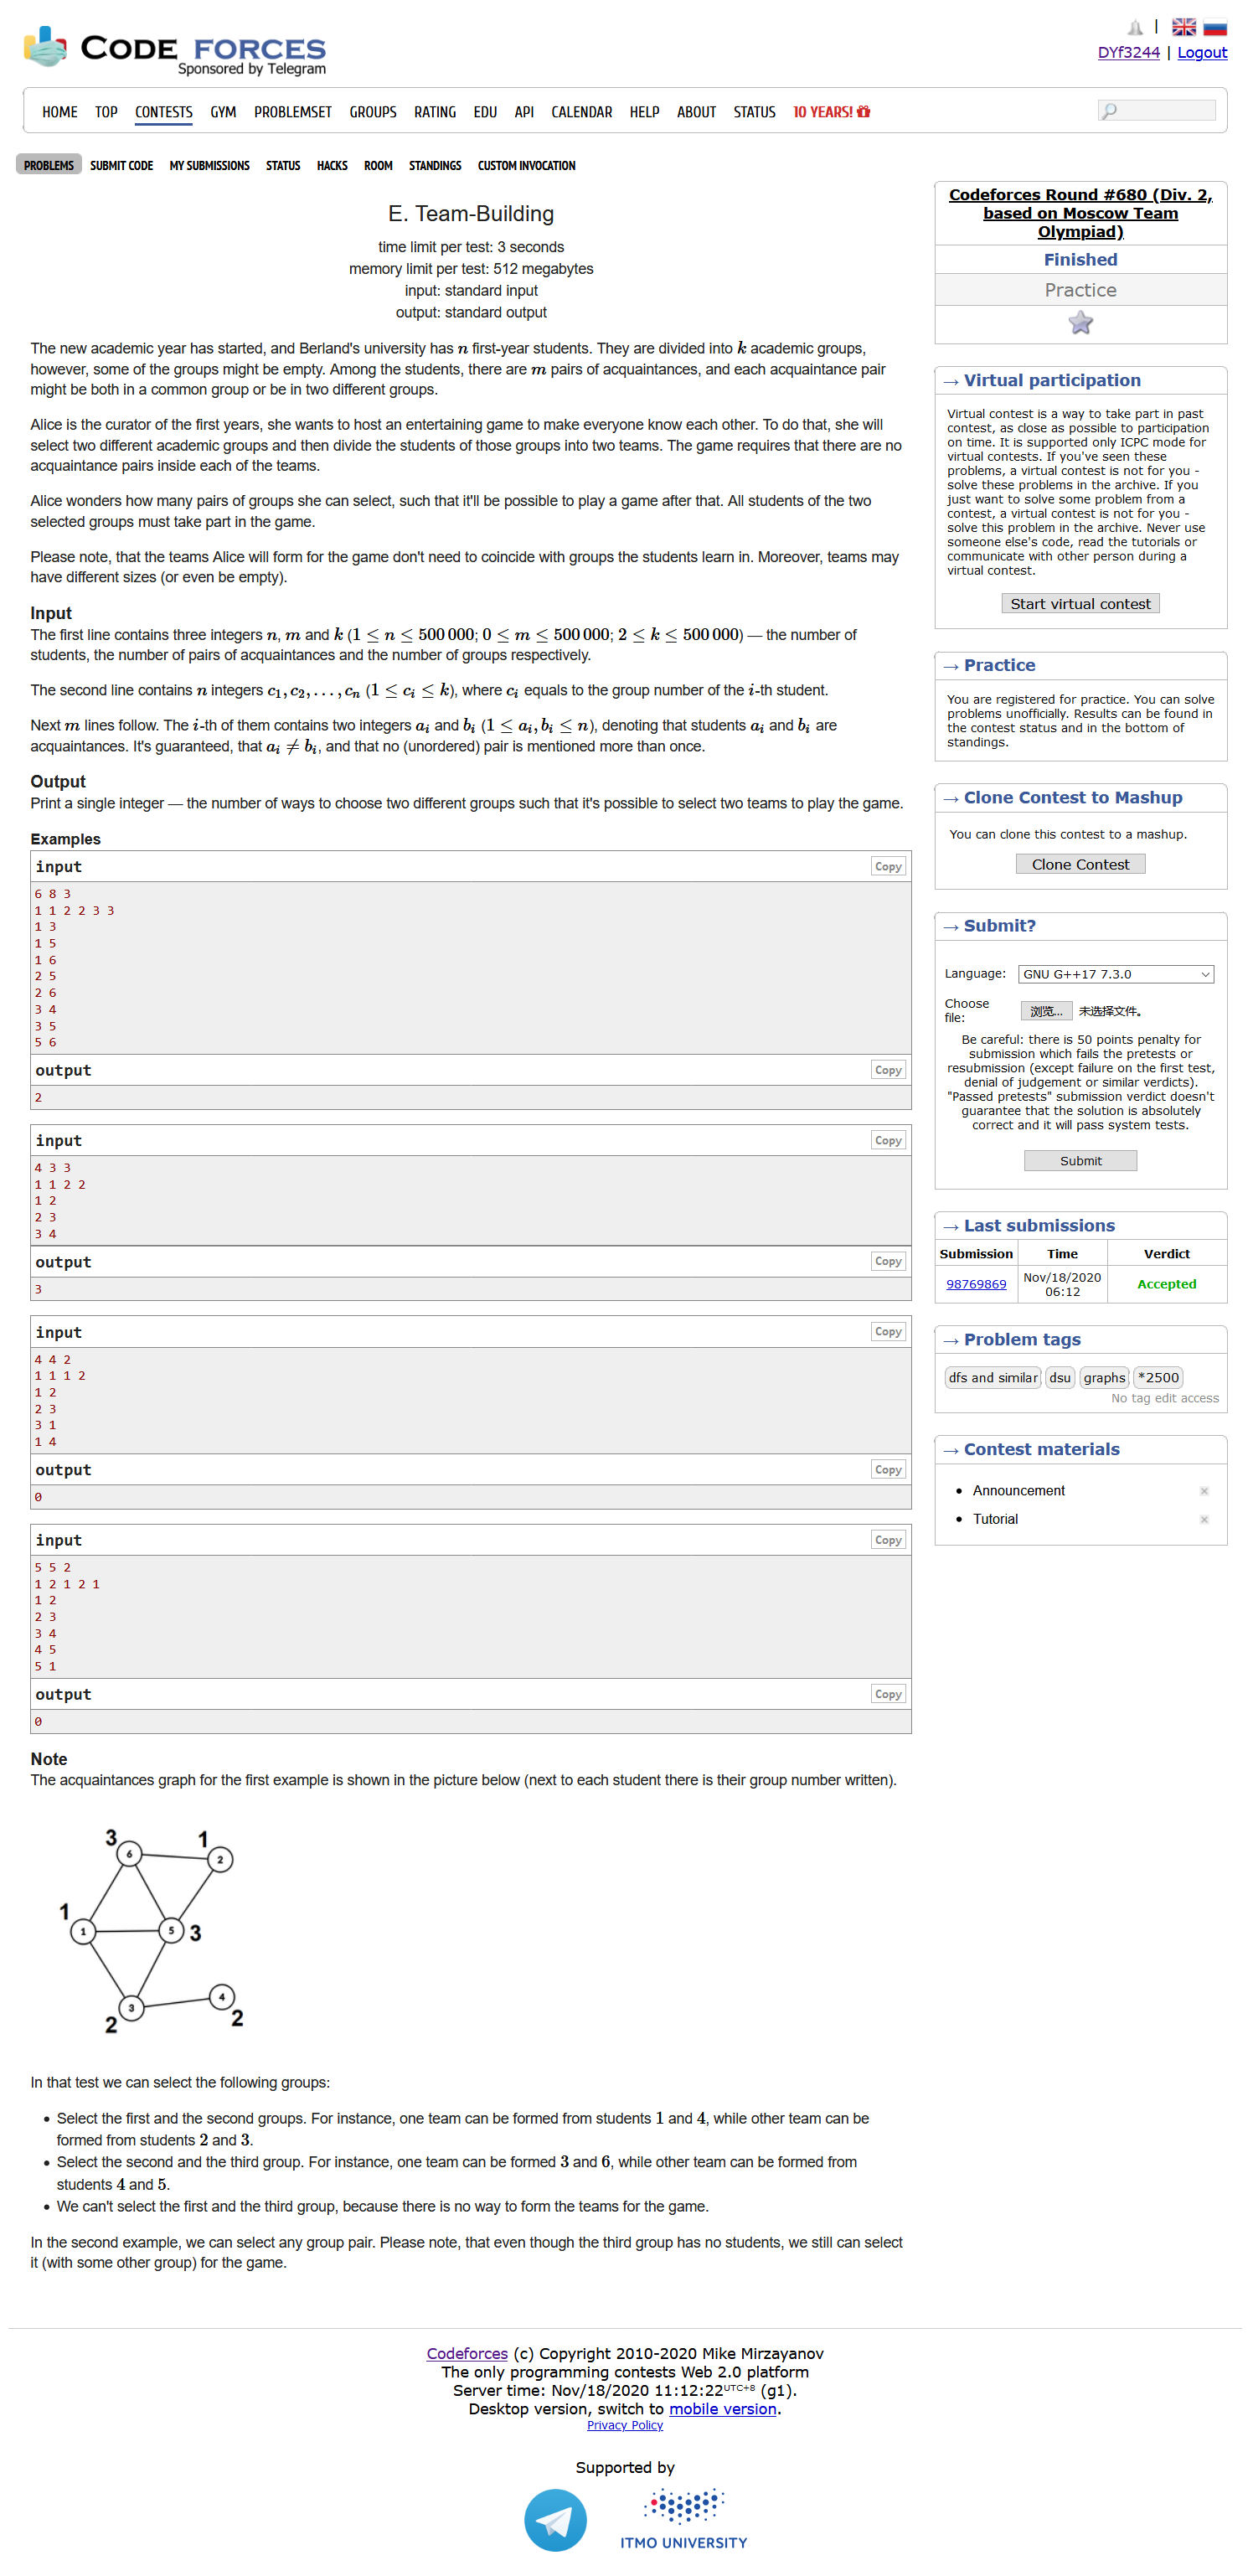 CODE FORCES
Sponsored by Telegram
|
DYf3244 | Logout
HOME TOP CONTESTS GYM PROBLEMSET GROUPS RATING EDU API CALENDAR HELP ABOUT STATUS 10 YEARS!
PROBLEMS SUBMIT CODE MY SUBMISSIONS STATUS HACKS ROOM STANDINGS CUSTOM INVOCATION
E. Team-Building
time limit per test: 3 seconds
memory limit per test: 512 megabytes
input: standard input
output: standard output
The new academic year has started, and Berland's university has n first-year students. They are divided into k academic groups,
however, some of the groups might be empty. Among the students, there are m pairs of acquaintances, and each acquaintance pair
might be both in a common group or be in two different groups.
Alice is the curator of the first years, she wants to host an entertaining game to make everyone know each other. To do that, she will
select two different academic groups and then divide the students of those groups into two teams. The game requires that there are no
acquaintance pairs inside each of the teams.
Alice wonders how many pairs of groups she can select, such that it'll be possible to play a game after that. All students of the two
selected groups must take part in the game.
Please note, that the teams Alice will form for the game don't need to coincide with groups the students learn in. Moreover, teams may
have different sizes (or even be empty).
Input
The first line contains three integers n, m and k (1 ≤ n ≤ 500 000; 0 ≤ m ≤ 500 000; 2 ≤ k ≤ 500 000) — the number of
students, the number of pairs of acquaintances and the number of groups respectively.
The second line contains n integers c1, c2, …, cn (1 ≤ ci ≤ k), where ci equals to the group number of the i-th student.
Next m lines follow. The i-th of them contains two integers ai and bi (1 ≤ ai, bi ≤ n), denoting that students ai and bi are
acquaintances. It's guaranteed, that ai ≠ bi, and that no (unordered) pair is mentioned more than once.
Output
Print a single integer — the number of ways to choose two different groups such that it's possible to select two teams to play the game.
Examples
input Copy
6 8 3
1 1 2 2 3 3
1 3
1 5
1 6
2 5
2 6
3 4
3 5
5 6
output Copy
2
input Copy
4 3 3
1 1 2 2
1 2
2 3
3 4
output Copy
3
input Copy
4 4 2
1 1 1 2
1 2
2 3
3 1
1 4
output Copy
0
input Copy
5 5 2
1 2 1 2 1
1 2
2 3
3 4
4 5
5 1
output Copy
0
Note
The acquaintances graph for the first example is shown in the picture below (next to each student there is their group number written).
3 6 1 2
1 1 5 3
3 2 4 2
In that test we can select the following groups:
• Select the first and the second groups. For instance, one team can be formed from students 1 and 4, while other team can be
formed from students 2 and 3.
• Select the second and the third group. For instance, one team can be formed 3 and 6, while other team can be formed from
students 4 and 5.
• We can't select the first and the third group, because there is no way to form the teams for the game.
In the second example, we can select any group pair. Please note, that even though the third group has no students, we still can select
it (with some other group) for the game.
Codeforces Round #680 (Div. 2,
based on Moscow Team
Olympiad)
Finished
Practice
→ Virtual participation
Virtual contest is a way to take part in past
contest, as close as possible to participation
on time. It is supported only ICPC mode for
virtual contests. If you've seen these
problems, a virtual contest is not for you -
solve these problems in the archive. If you
just want to solve some problem from a
contest, a virtual contest is not for you -
solve this problem in the archive. Never use
someone else's code, read the tutorials or
communicate with other person during a
virtual contest.
Start virtual contest
→ Practice
You are registered for practice. You can solve
problems unofficially. Results can be found in
the contest status and in the bottom of
standings.
→ Clone Contest to Mashup
You can clone this contest to a mashup.
Clone Contest
→ Submit?
Language: GNU G++17 7.3.0
Choose
file: 浏览… 未选择文件。
Be careful: there is 50 points penalty for
submission which fails the pretests or
resubmission (except failure on the first test,
denial of judgement or similar verdicts).
"Passed pretests" submission verdict doesn't
guarantee that the solution is absolutely
correct and it will pass system tests.
Submit
→ Last submissions
Submission Time Verdict
98769869 Nov/18/2020
06:12 Accepted
→ Problem tags
dfs and similar dsu graphs *2500
No tag edit access
→ Contest materials
• Announcement
• Tutorial
Codeforces (c) Copyright 2010-2020 Mike Mirzayanov
The only programming contests Web 2.0 platform
Server time: Nov/18/2020 11:12:22 UTC+8 (g1).
Desktop version, switch to mobile version.
Privacy Policy
Supported by
ITMO UNIVERSITY